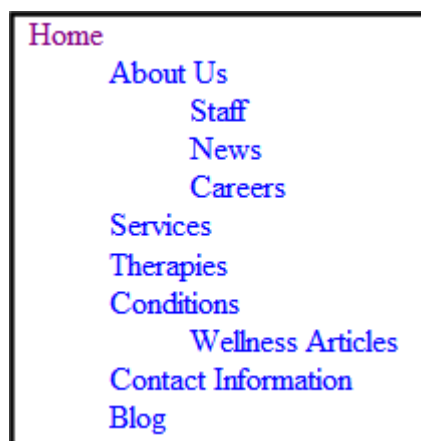 Home
About Us
Staff
News
Careers
Services
Therapies
Conditions
Wellness Articles
Contact Information
Blog